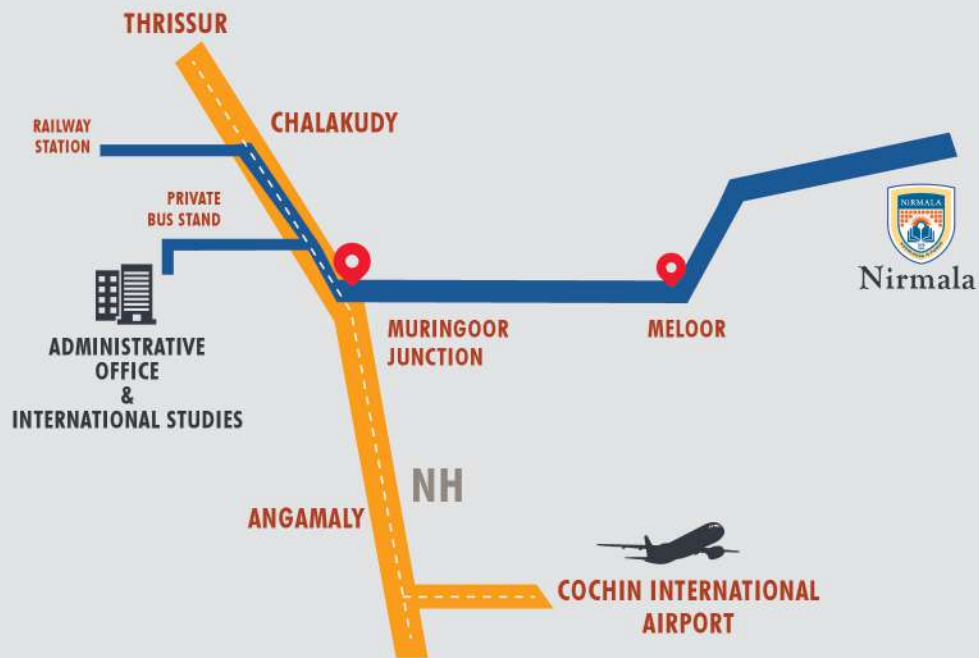 THRISSUR
CHALAKUDY
RAILWAY
STATION
PRIVATE
BUS STAND
NIRMALA
Nirmala
ADMINISTRATIVE
OFFICE
&
INTERNATIONAL STUDIES
MURINGOOR
JUNCTION
MELOOR
NH
ANGAMALY
COCHIN INTERNATIONAL
AIRPORT